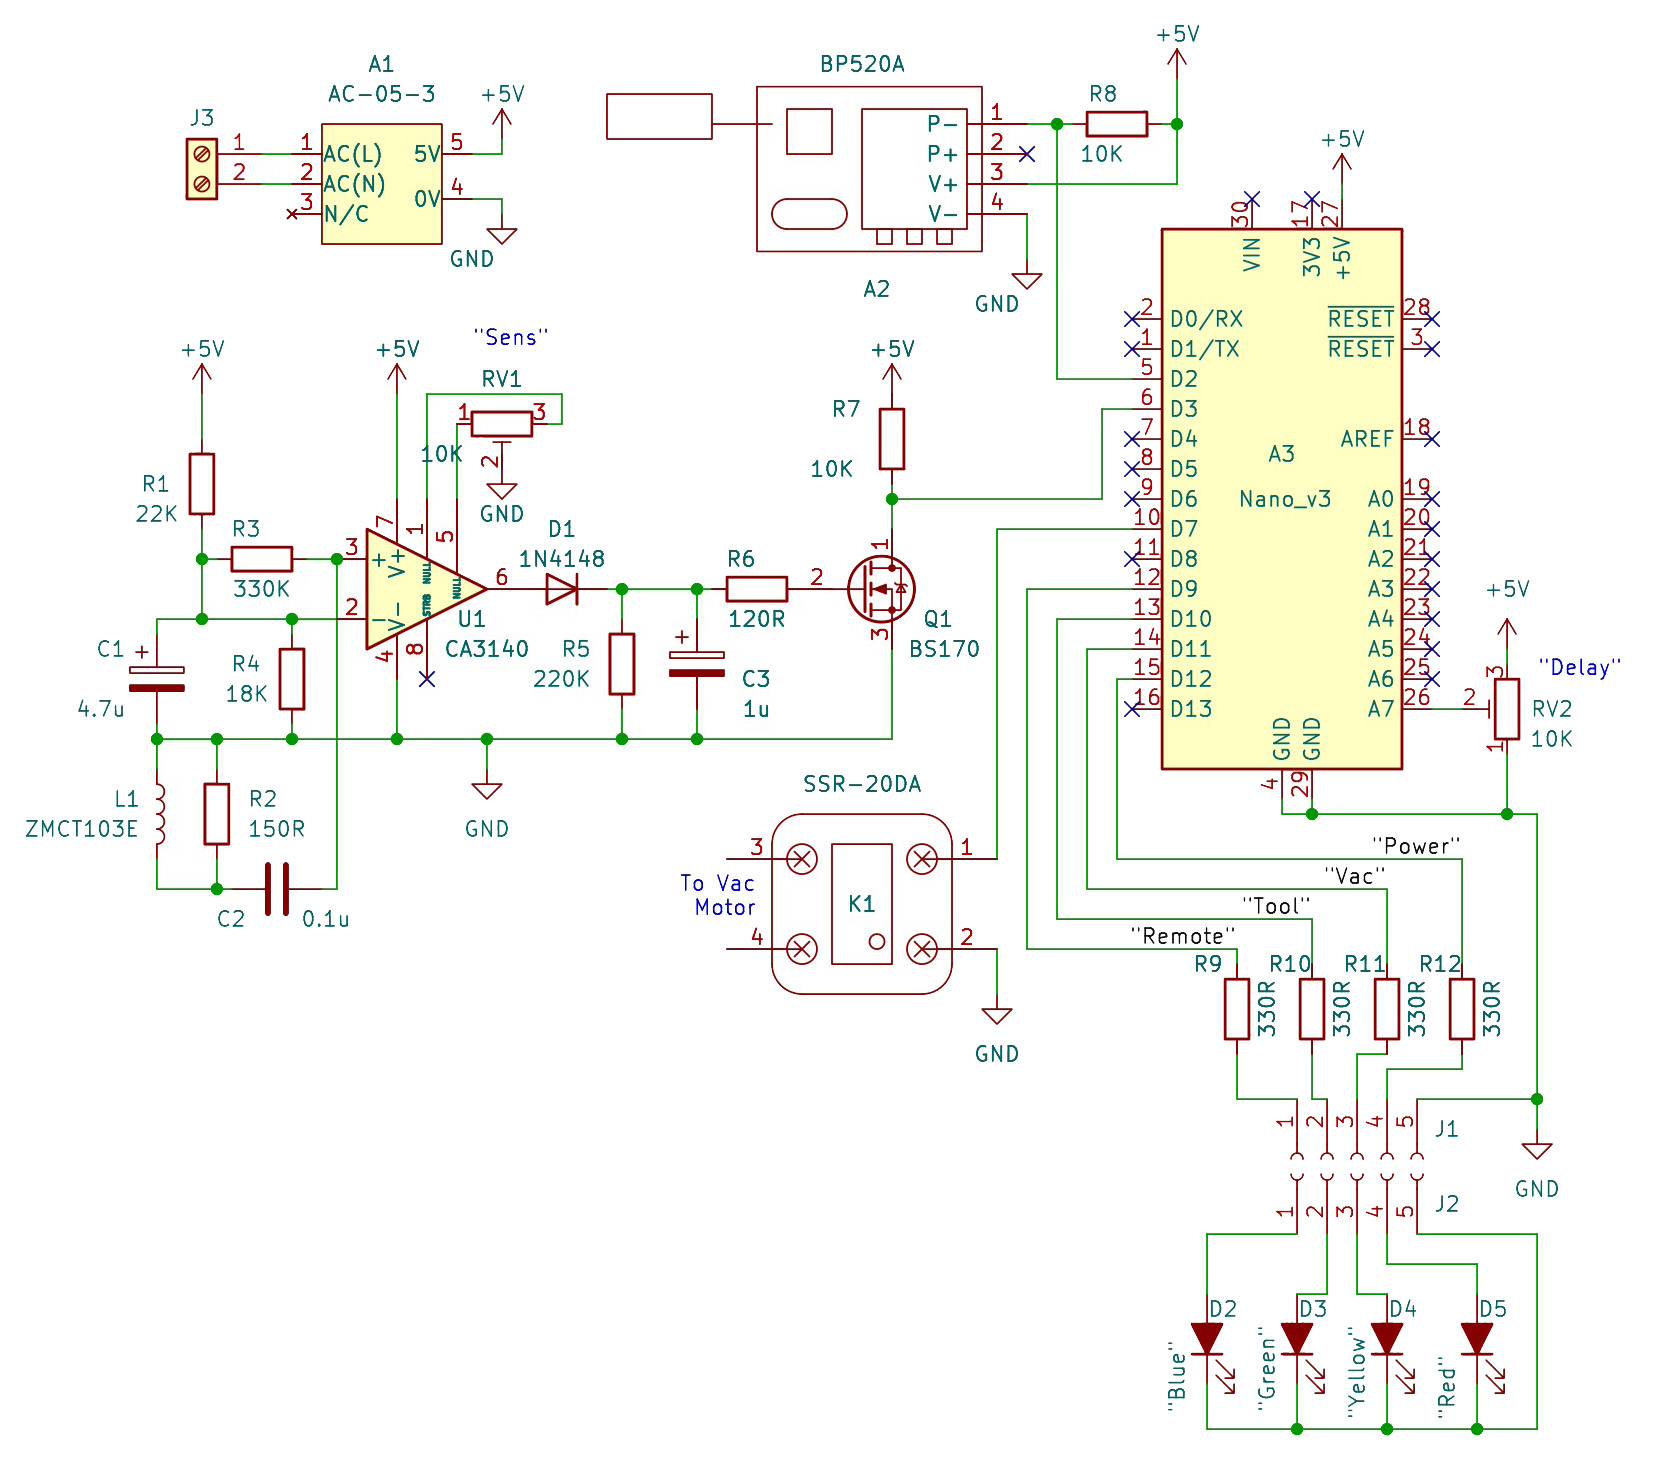 A1
AC-05-3
+5V
J3
1
2
1
2
3
AC(L)
AC(N)
N/C
5V
0V
5
4
GND
BP520A
P-
P+
V+
V-
1
2
3
4
A2
GND
R8
10K
+5V
+5V
30
17
27
VIN
3V3
+5V
2
D0/RX
1
D1/TX
5
D2
6
D3
7
D4
8
D5
9
D6
10
D7
11
D8
12
D9
13
D10
14
D11
15
D12
16
D13
A3
Nano_v3
RESET
28
RESET
3
AREF
18
A0
19
A1
20
A2
21
A3
22
A4
23
A5
24
A6
25
A7
26
GND
GND
4
29
+5V
"Delay"
3
2
1
RV2
10K
+5V
R1
22K
R3
330K
C1
+
4.7u
R4
18K
L1
ZMCT103E
R2
150R
C2
0.1u
+5V
"Sens"
RV1
1
3
2
10K
GND
7
1
5
3
2
4
8
6
+
-
V+
V-
NULL
NULL
STRB
U1
CA3140
D1
1N4148
R5
220K
+
C3
1u
R6
120R
GND
+5V
R7
10K
1
2
3
Q1
BS170
SSR-20DA
3
4
1
2
K1
To Vac
Motor
GND
"Power"
"Vac"
"Tool"
"Remote"
R9
330R
R10
330R
R11
330R
R12
330R
1
2
3
4
5
J1
1
2
3
4
5
J2
GND
D2
D3
D4
D5
"Blue"
"Green"
"Yellow"
"Red"